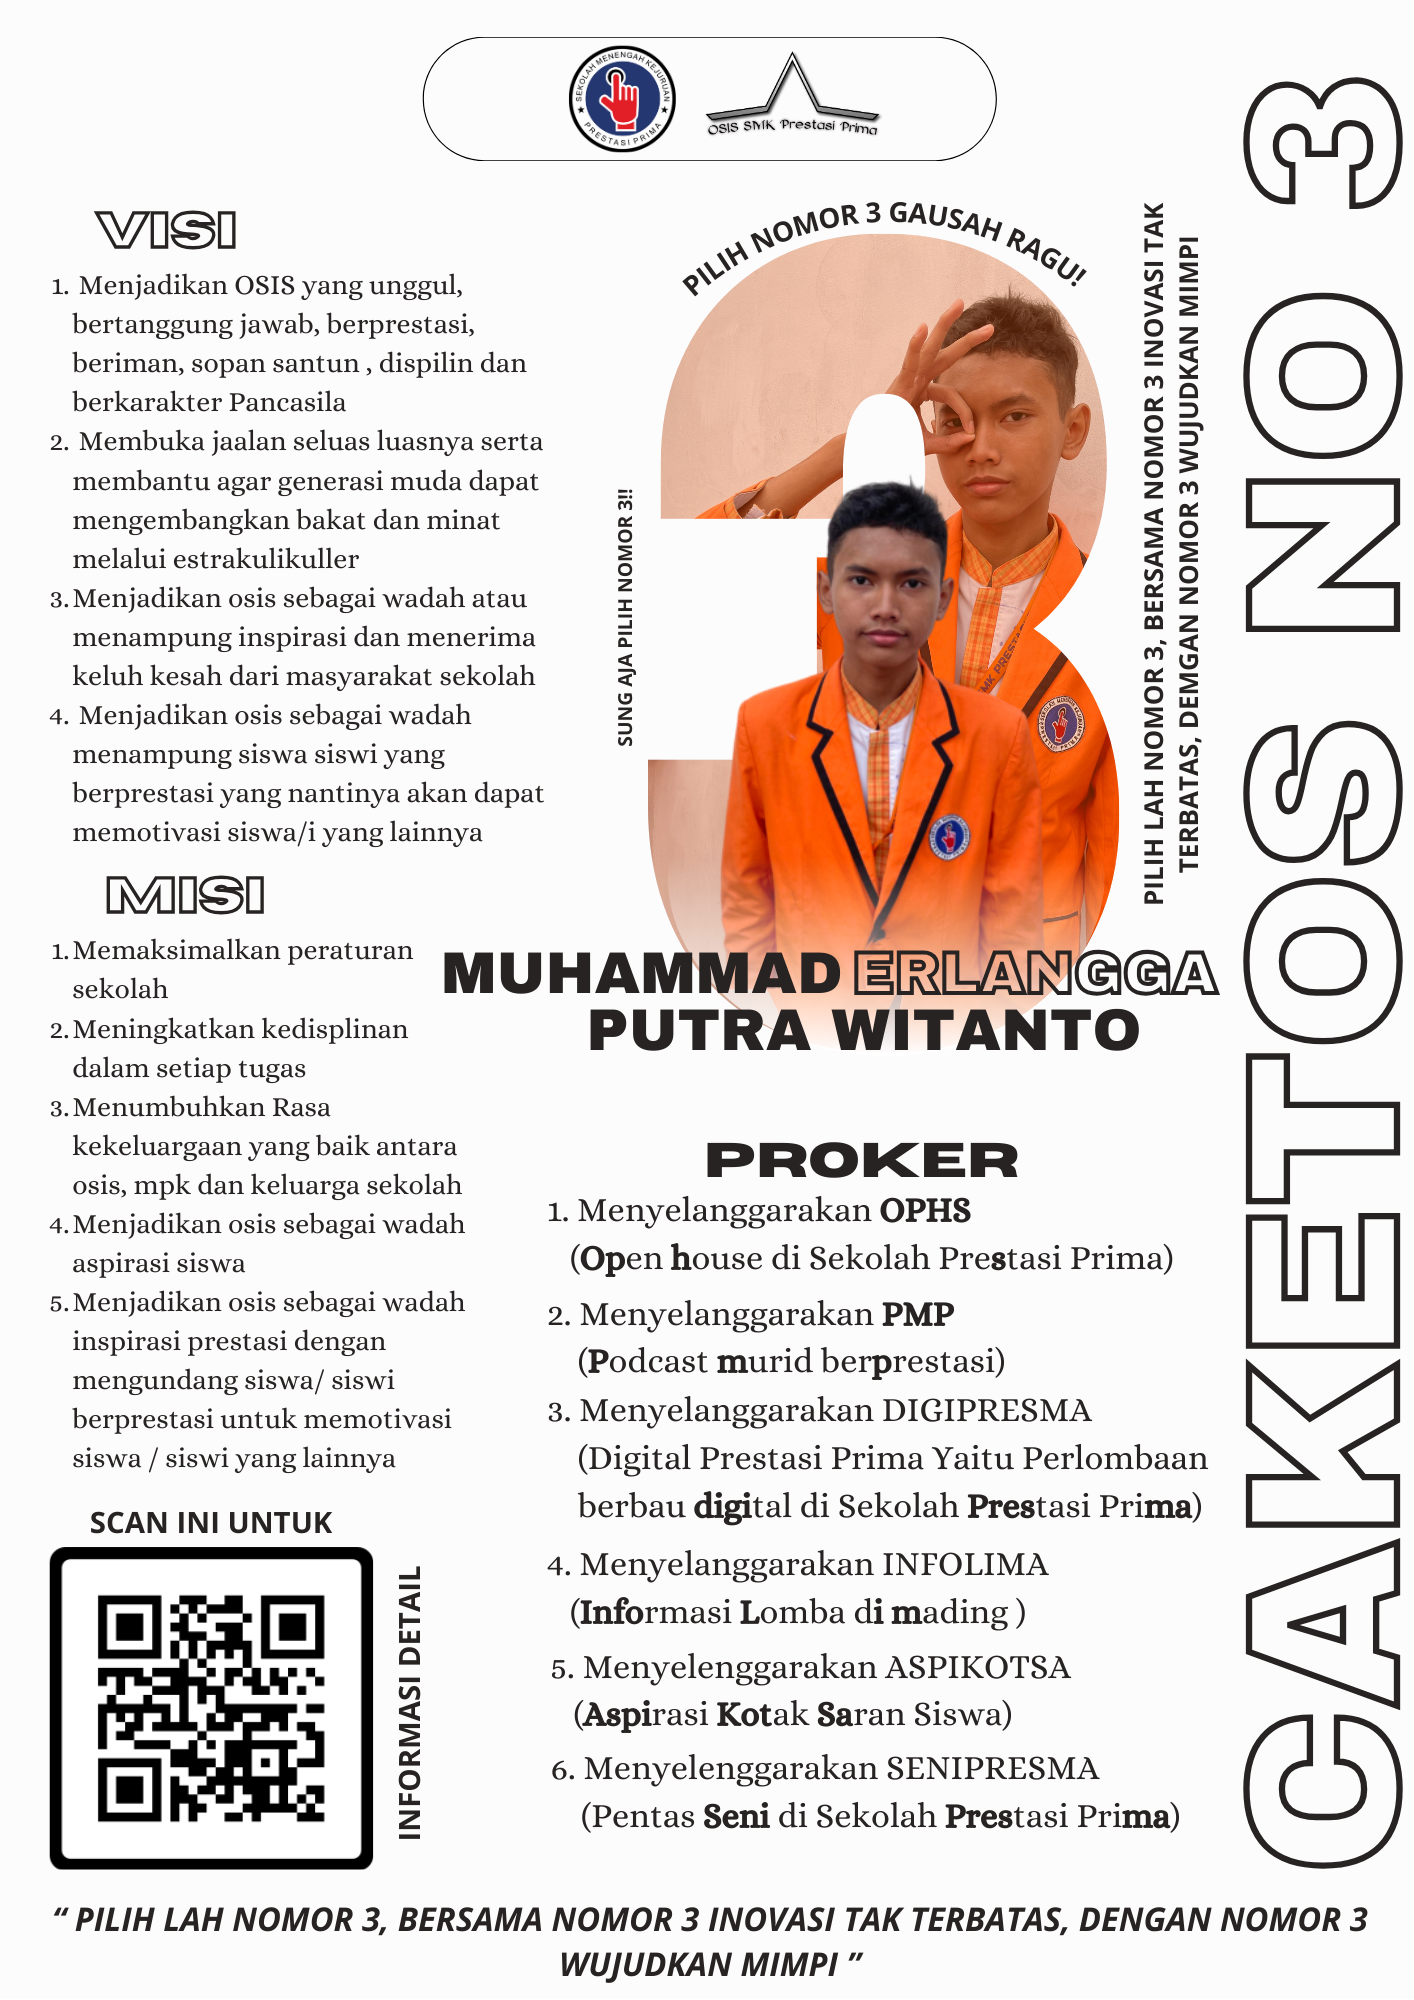 SEKOLAH MENENGAH KEJURUAN
PRESTASI PRIMA
OSIS SMK Prestasi Prima
VISI
1. Menjadikan OSIS yang unggul,
bertanggung jawab, berprestasi,
beriman, sopan santun , dispilin dan
berkarakter Pancasila
2. Membuka jaalan seluas luasnya serta
membantu agar generasi muda dapat
mengembangkan bakat dan minat
melalui estrakulikuller
3. Menjadikan osis sebagai wadah atau
menampung inspirasi dan menerima
keluh kesah dari masyarakat sekolah
4. Menjadikan osis sebagai wadah
menampung siswa siswi yang
berprestasi yang nantinya akan dapat
memotivasi siswa/i yang lainnya
MISI
1. Memaksimalkan peraturan
sekolah
2. Meningkatkan kedisplinan
dalam setiap tugas
3. Menumbuhkan Rasa
kekeluargaan yang baik antara
osis, mpk dan keluarga sekolah
4. Menjadikan osis sebagai wadah
aspirasi siswa
5. Menjadikan osis sebagai wadah
inspirasi prestasi dengan
mengundang siswa/ siswi
berprestasi untuk memotivasi
siswa / siswi yang lainnya
SCAN INI UNTUK
INFORMASI DETAIL
PILIH NOMOR 3 GAUSAH RAGU!
SUNG AJA PILIH NOMOR 3!!
SMK PREST
PILIH LAH NOMOR 3, BERSAMA NOMOR 3 INOVASI TAK
TERBATAS, DEMGAN NOMOR 3 WUJUDKAN MIMPI
MUHAMMAD ERLANGGA
PUTRA WITANTO
PROKER
1. Menyelanggarakan OPHS
(Open house di Sekolah Prestasi Prima)
2. Menyelanggarakan PMP
(Podcast murid berprestasi)
3. Menyelanggarakan DIGIPRESMA
(Digital Prestasi Prima Yaitu Perlombaan
berbau digital di Sekolah Prestasi Prima)
4. Menyelanggarakan INFOLIMA
(Informasi Lomba di mading )
5. Menyelenggarakan ASPIKOTSA
(Aspirasi Kotak Saran Siswa)
6. Menyelenggarakan SENIPRESMA
(Pentas Seni di Sekolah Prestasi Prima)
CAKETOS NO 3
“ PILIH LAH NOMOR 3, BERSAMA NOMOR 3 INOVASI TAK TERBATAS, DENGAN NOMOR 3
WUJUDKAN MIMPI ”